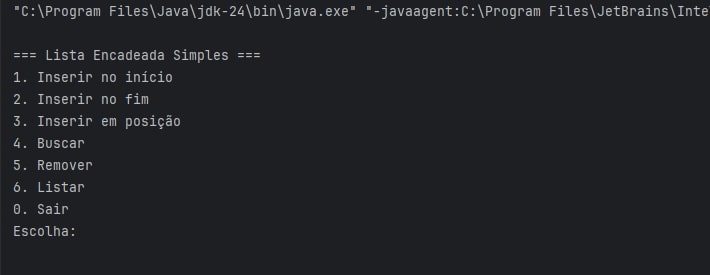 "C:\Program Files\Java\jdk-24\bin\java.exe" "-javaagent:C:\Program Files\JetBrains\Inte
=== Lista Encadeada Simples ===
1. Inserir no início
2. Inserir no fim
3. Inserir em posição
4. Buscar
5. Remover
6. Listar
0. Sair
Escolha: